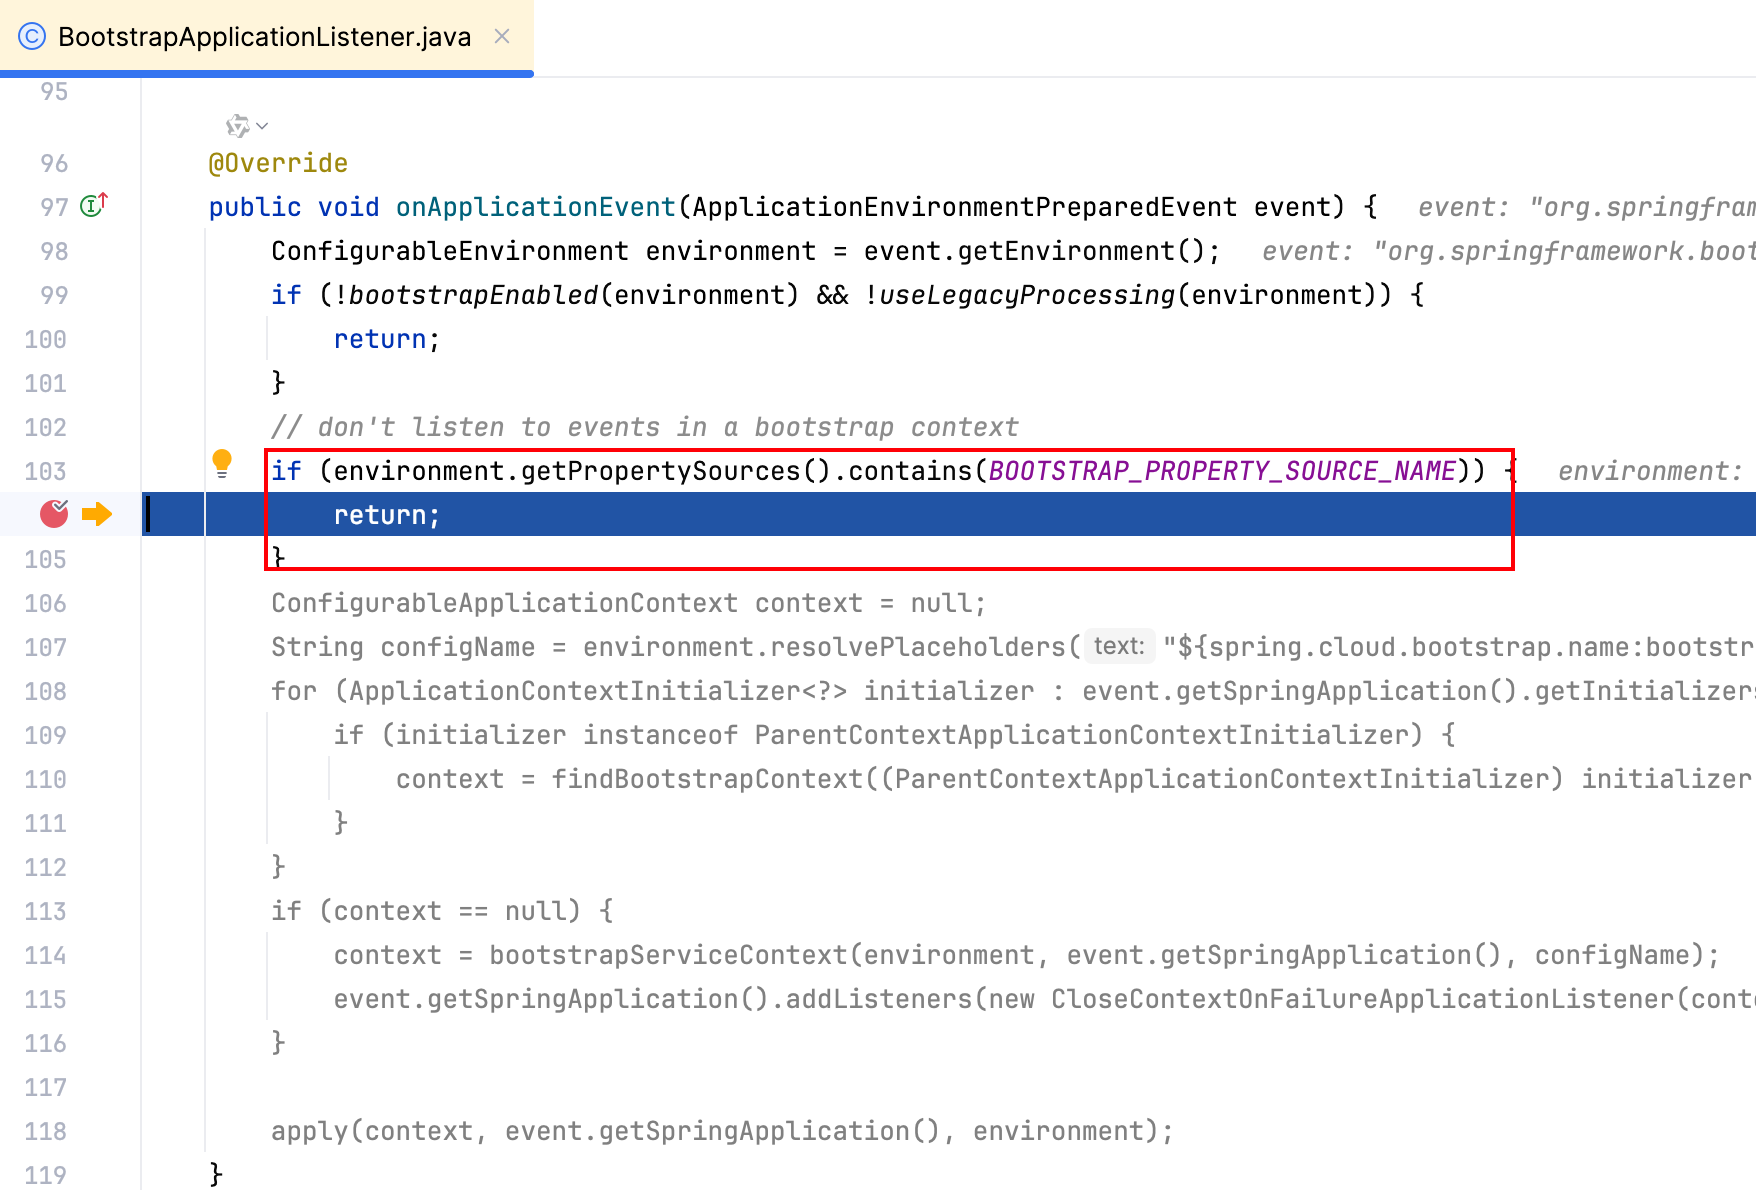 BootstrapApplicationListener.java
95
96 @Override
97 public void onApplicationEvent(ApplicationEnvironmentPreparedEvent event) { event: "org.springfram
98 ConfigurableEnvironment environment = event.getEnvironment(); event: "org.springframework.boot
99 if (!bootstrapEnabled(environment) && !useLegacyProcessing(environment)) {
100 return;
101 }
102 // don't listen to events in a bootstrap context
103 if (environment.getPropertySources().contains(BOOTSTRAP_PROPERTY_SOURCE_NAME)) { environment:
return;
105 }
106 ConfigurableApplicationContext context = null;
107 String configName = environment.resolvePlaceholders( text: "${spring.cloud.bootstrap.name:bootstr
108 for (ApplicationContextInitializer<?> initializer : event.getSpringApplication().getInitializers
109 if (initializer instanceof ParentContextApplicationContextInitializer) {
110 context = findBootstrapContext((ParentContextApplicationContextInitializer) initializer
111 }
112 }
113 if (context == null) {
114 context = bootstrapServiceContext(environment, event.getSpringApplication(), configName);
115 event.getSpringApplication().addListeners(new CloseContextOnFailureApplicationListener(conte
116 }
117
118 apply(context, event.getSpringApplication(), environment);
119 }